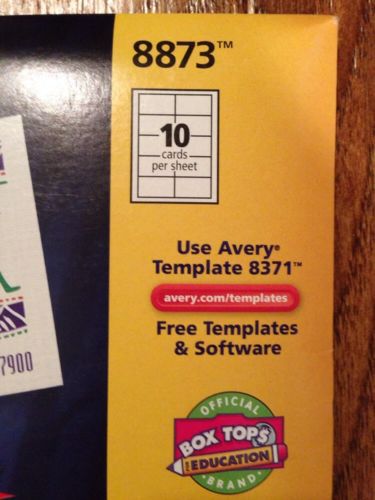 8873™
10
cards
per sheet
Use Avery®
Template 8371™
avery.com/templates
Free Templates
& Software
7900
OFFICIAL
BOX TOPS
FOR EDUCATION
BRAND